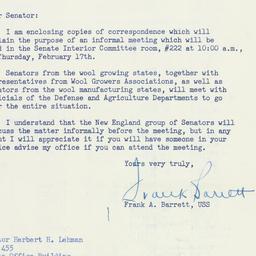 r Senator:
I am enclosing copies of correspondence which will
lain the purpose of an informal meeting which will be
d in the Senate Interior Committee room, #222 at 10:00 a.m.,
Thursday, February 17th.
Senators from the wool growing states, together with
resentatives from Wool Growers Associations, as well as
ators from the wool manufacturing states, will meet with
icials of the Defense and Agriculture Departments to go
r the entire situation.
I understand that the New England group of Senators will
cuss the matter informally before the meeting, but in any
nt I will appreciate it if you will have someone in your
ice advise my office if you can attend the meeting.
Yours very truly,
Frank Barrett
Frank A. Barrett, USS
tor Herbert H. Lehman
455
te Office Building